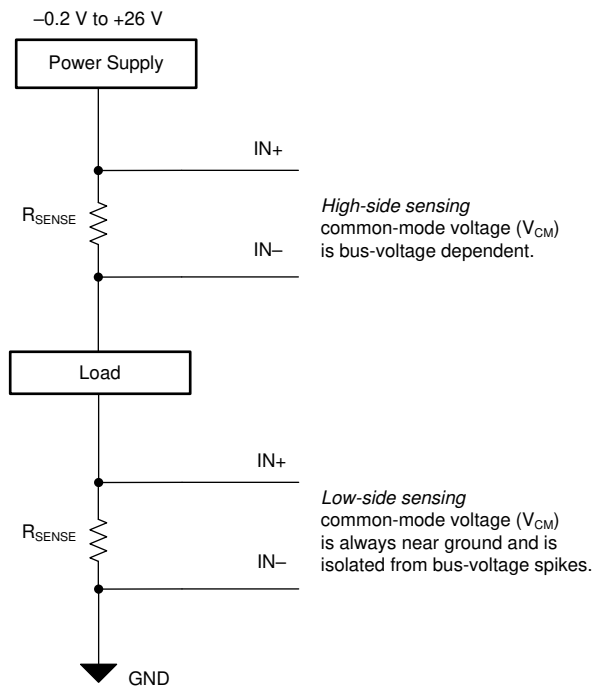 –0.2 V to +26 V
Power Supply
IN+
RSENSE
High-side sensing
common-mode voltage (VCM)
is bus-voltage dependent.
IN–
Load
IN+
RSENSE
Low-side sensing
common-mode voltage (VCM)
is always near ground and is
isolated from bus-voltage spikes.
IN–
GND